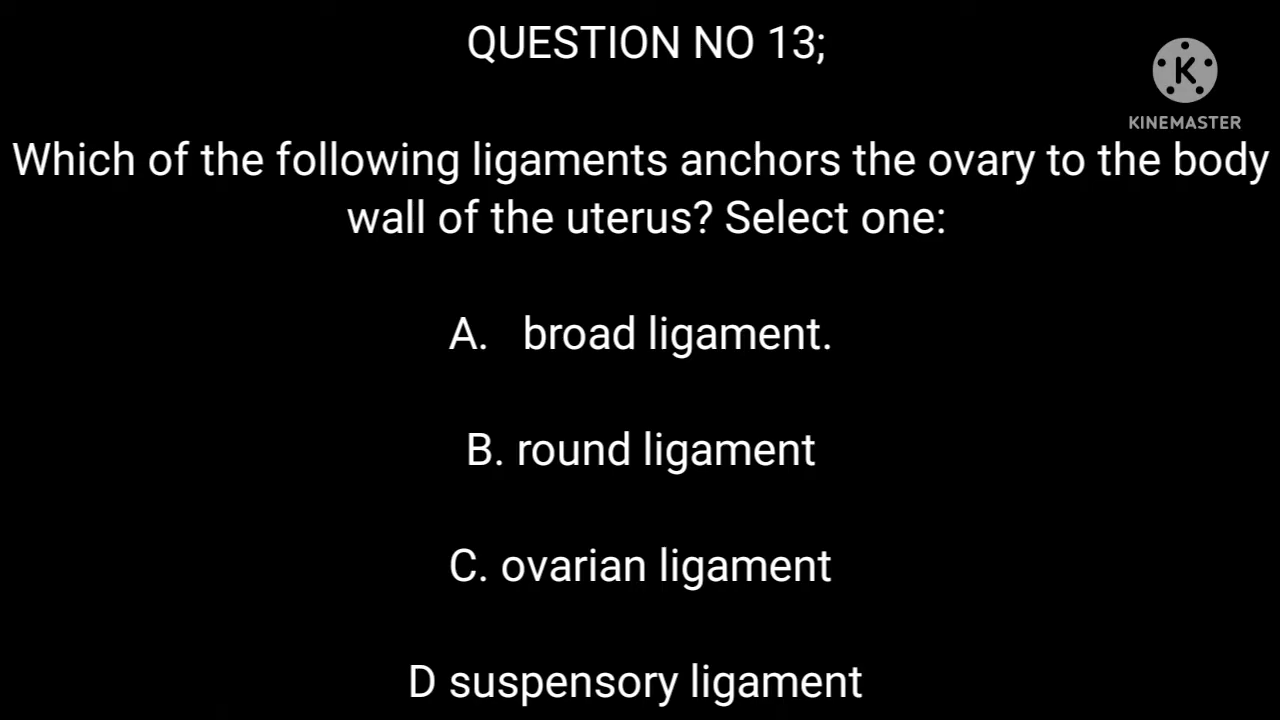 QUESTION NO 13;
KINEMASTER
Which of the following ligaments anchors the ovary to the body
wall of the uterus? Select one:
A. broad ligament.
B. round ligament
C. ovarian ligament
D suspensory ligament